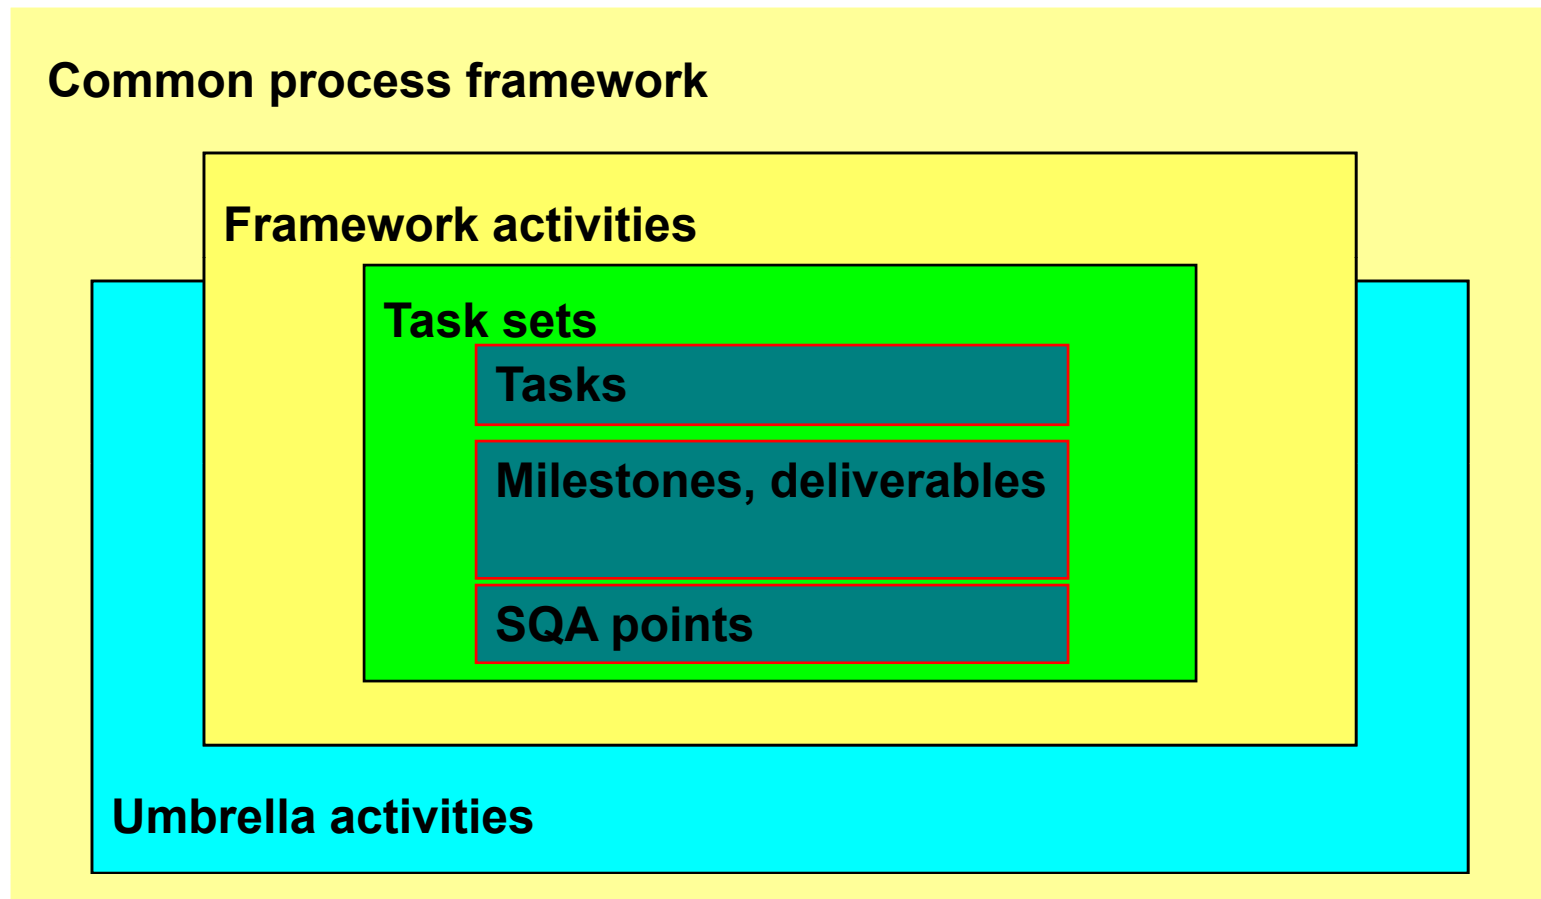 Common process framework
Framework activities
Task sets
Tasks
Milestones, deliverables
SQA points
Umbrella activities